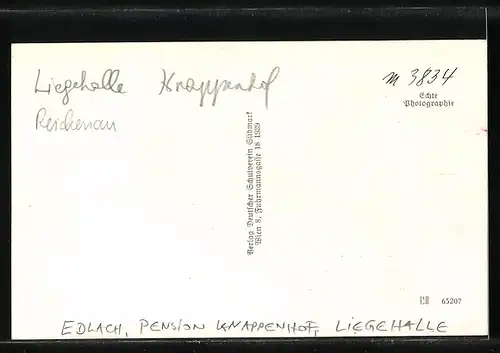 Liegehalle Knappenhof
Reichenau
m 3834
Echte
Photographie
Verlag Deutscher Schulverein Südmark
Wien 8, Fuhrmannsgasse 18 1929
65207
EDLACH, PENSION KNAPPENHOF, LIEGEHALLE